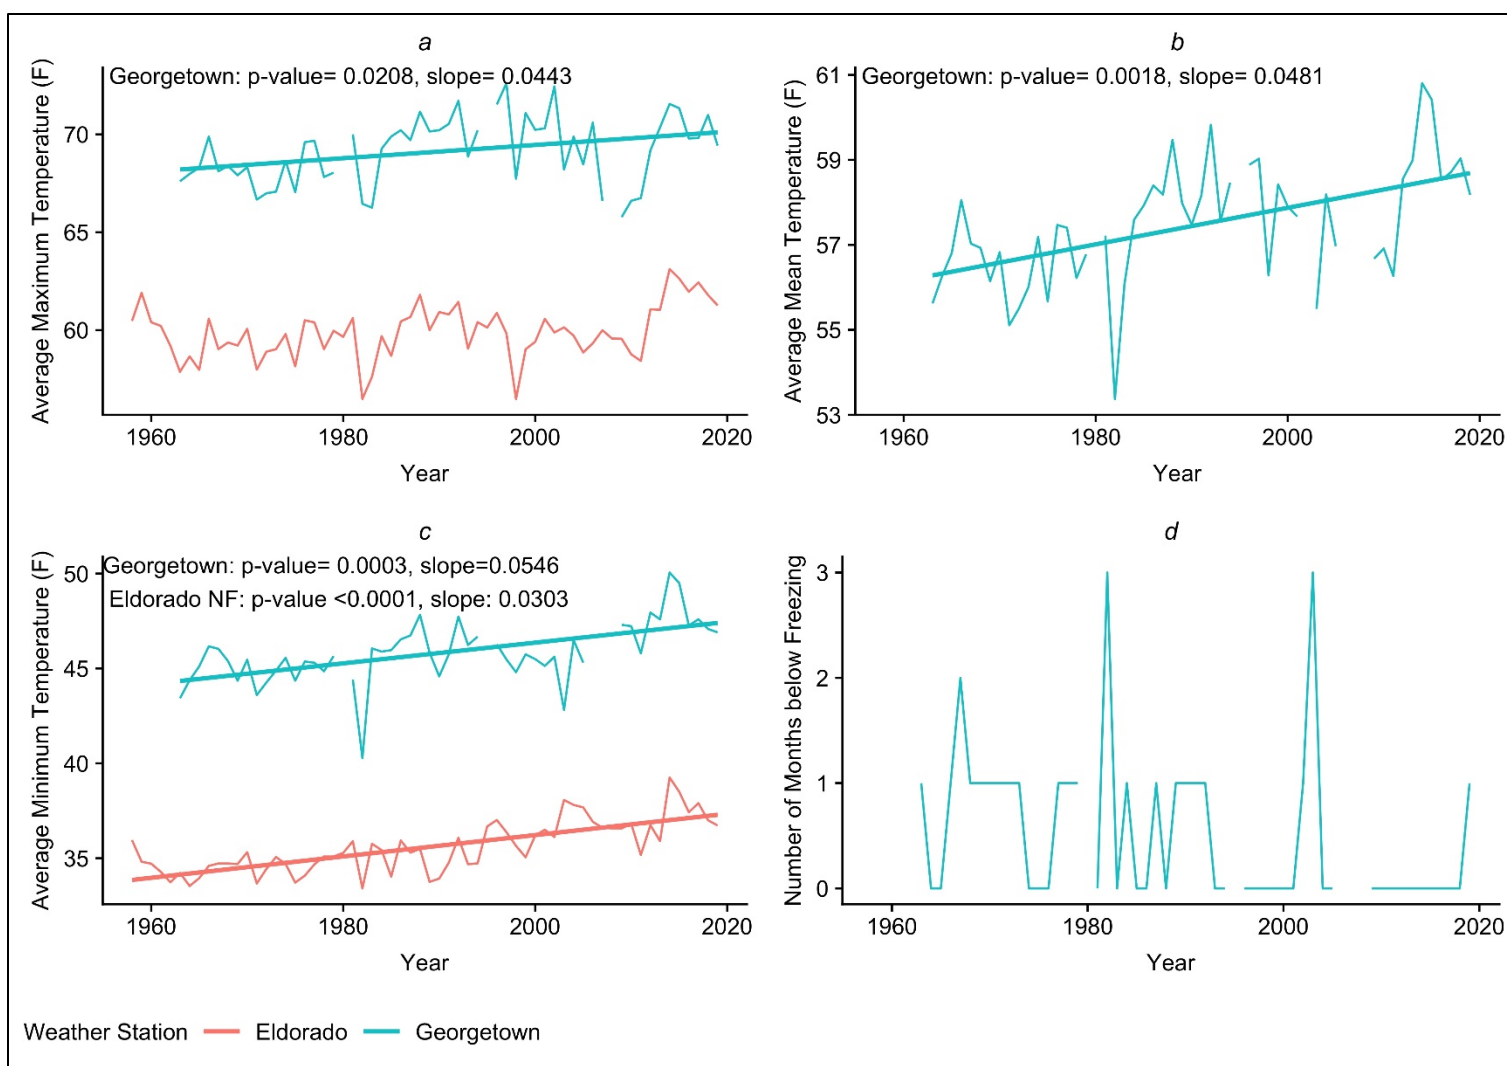 a
Georgetown: p-value= 0.0208, slope= 0.0443
Average Maximum Temperature (F)
70
65
60
1960
1980
2000
2020
Year
b
Georgetown: p-value= 0.0018, slope= 0.0481
Average Mean Temperature (F)
61
59
57
55
53
1960
1980
2000
2020
Year
c
Georgetown: p-value= 0.0003, slope=0.0546
Eldorado NF: p-value <0.0001, slope: 0.0303
Average Minimum Temperature (F)
50
45
40
35
1960
1980
2000
2020
Year
d
Number of Months below Freezing
3
2
1
0
1960
1980
2000
2020
Year
Weather Station Eldorado Georgetown